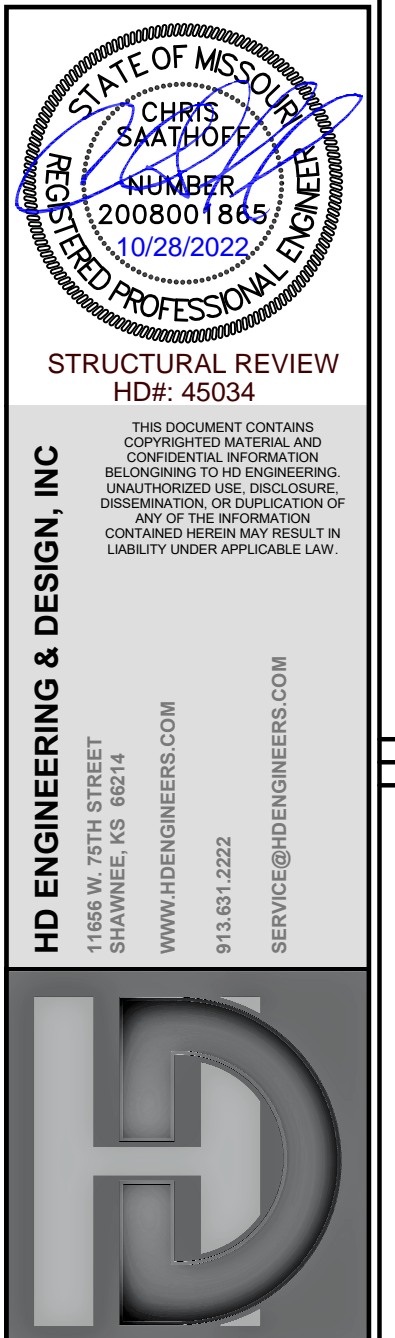 STATE OF MISSOURI
CHRIS
SAATHOFF
NUMBER
2008001865
10/28/2022
REGISTERED PROFESSIONAL ENGINEER
STRUCTURAL REVIEW
HD#: 45034
THIS DOCUMENT CONTAINS
COPYRIGHTED MATERIAL AND
CONFIDENTIAL INFORMATION
BELONGINING TO HD ENGINEERING.
UNAUTHORIZED USE, DISCLOSURE,
DISSEMINATION, OR DUPLICATION OF
ANY OF THE INFORMATION
CONTAINED HEREIN MAY RESULT IN
LIABILITY UNDER APPLICABLE LAW.
HD ENGINEERING & DESIGN, INC
11656 W. 75TH STREET
SHAWNEE, KS 66214
WWW.HDENGINEERS.COM
913.631.2222
SERVICE@HDENGINEERS.COM
HD